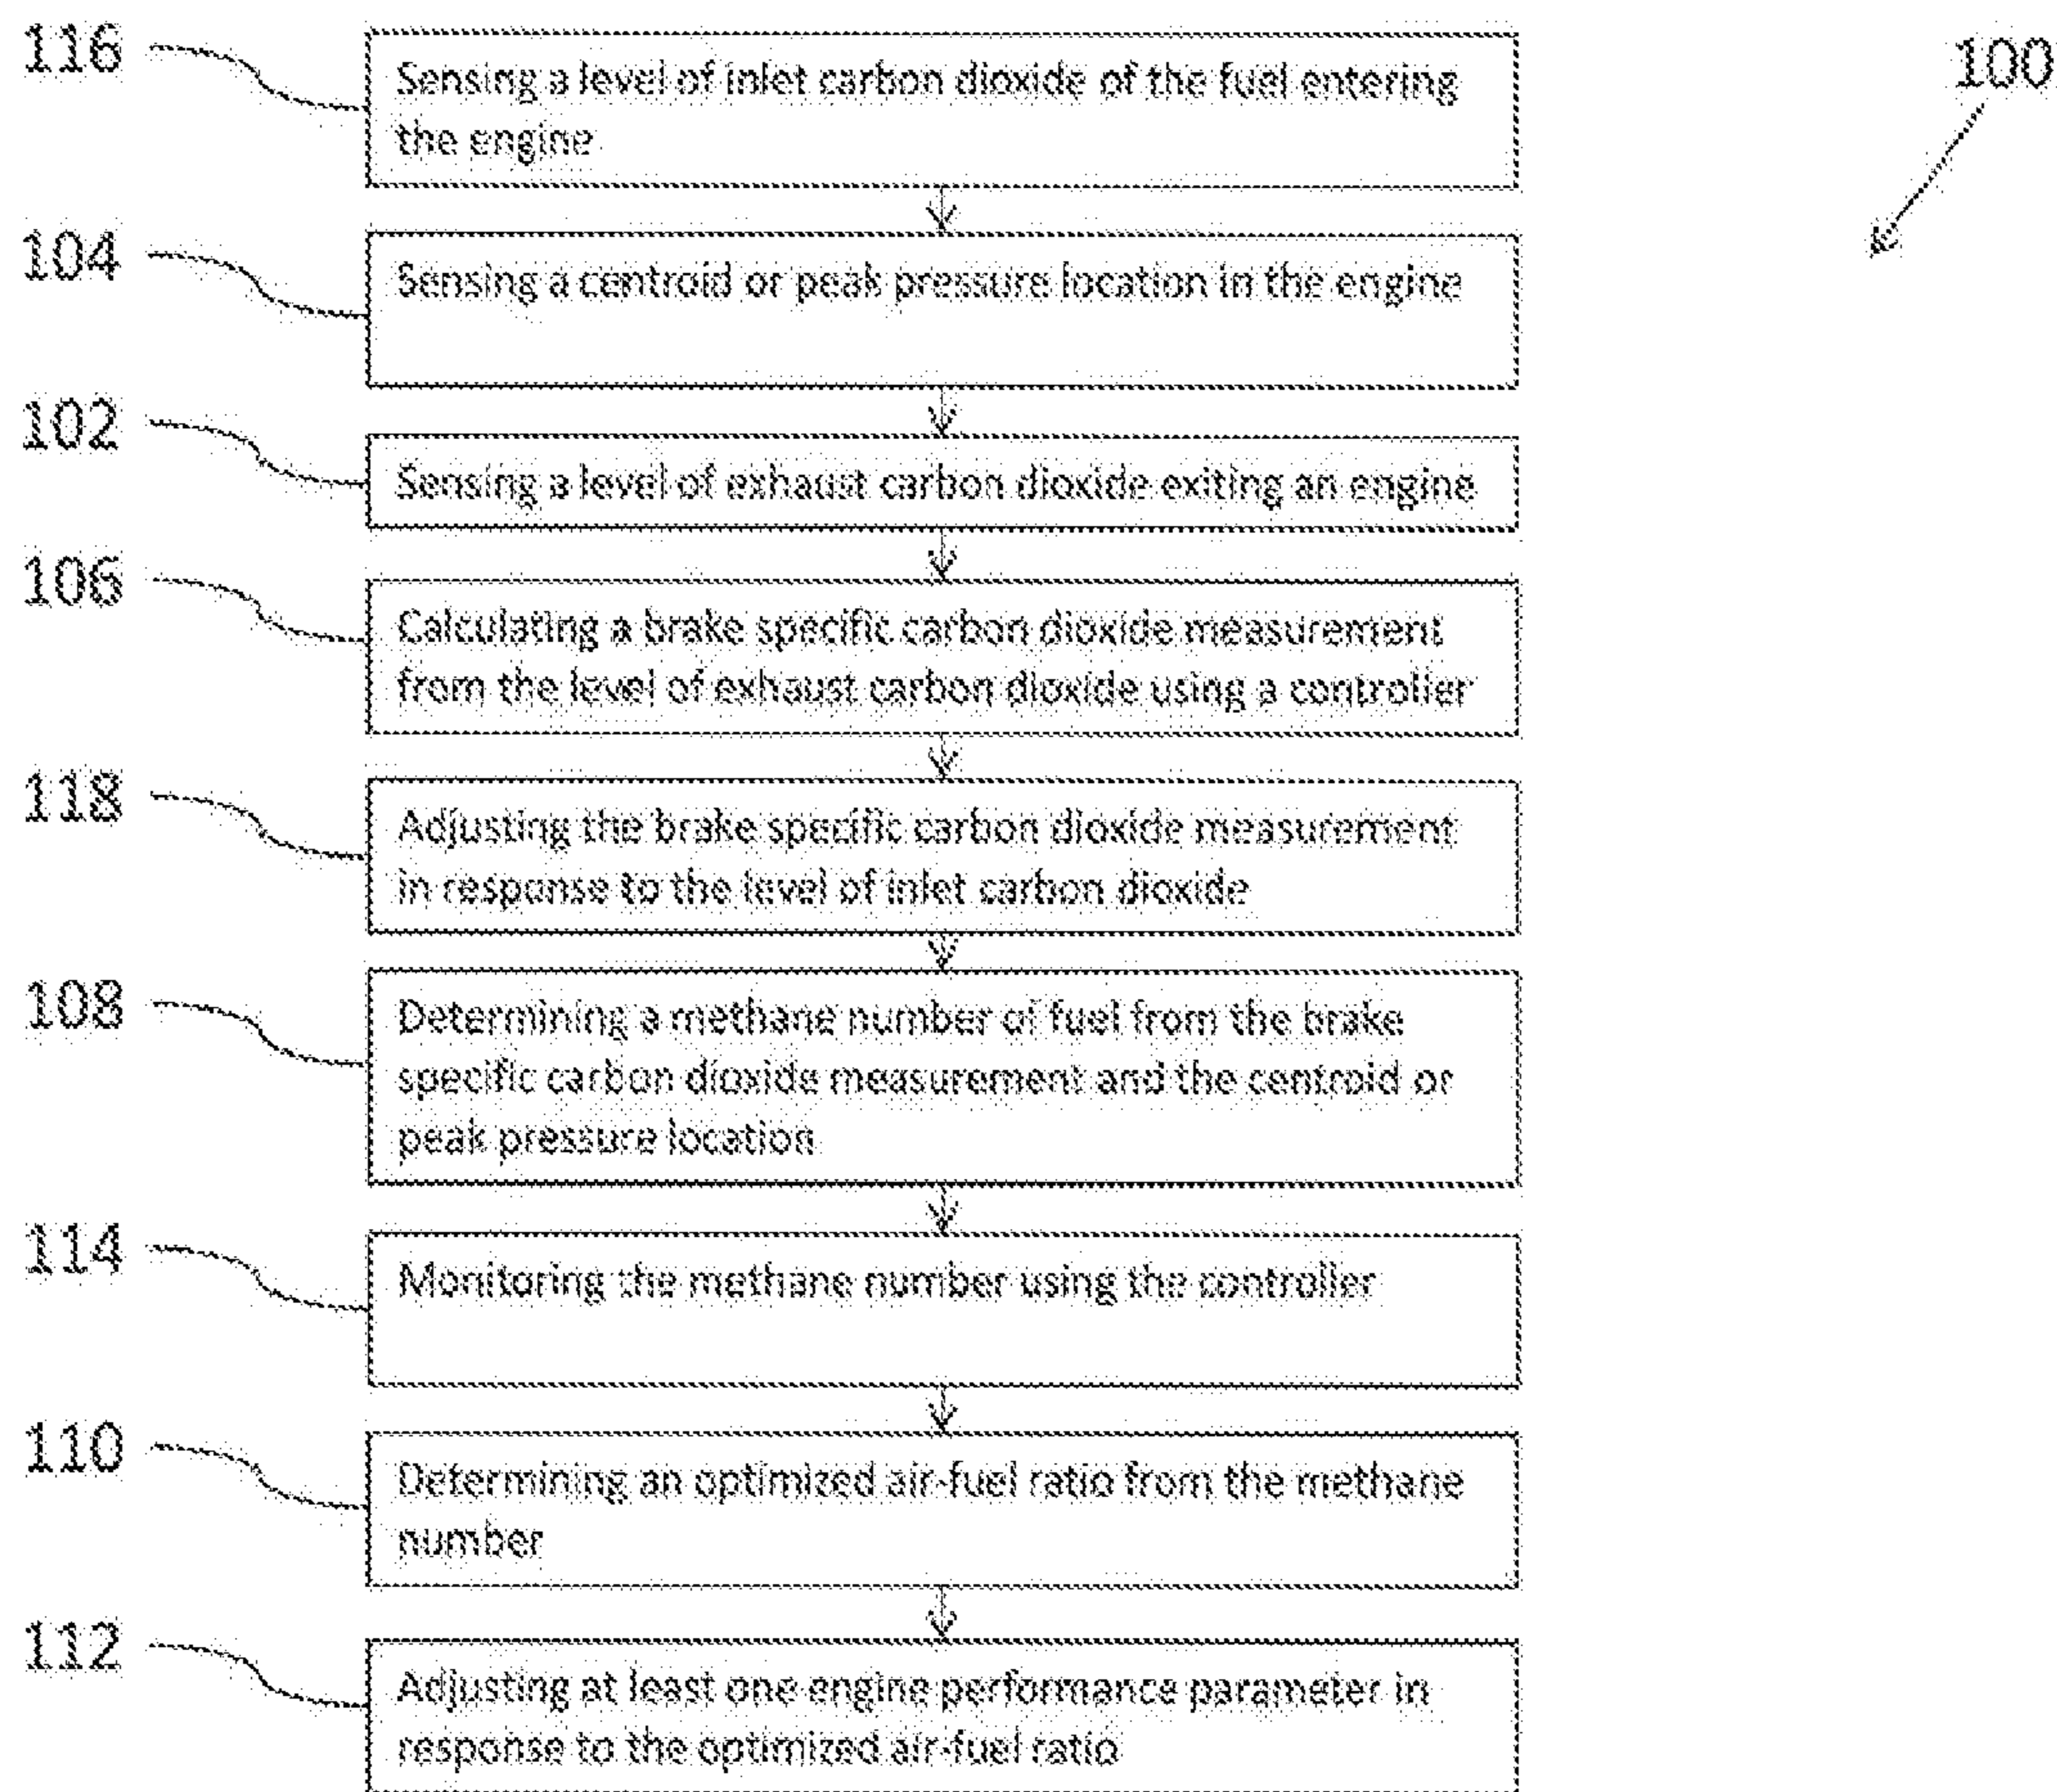 116
100
Sensing a level of inlet carbon dioxide of the fuel entering
the engine
104
Sensing a centroid or peak pressure location in the engine
102
Sensing a level of exhaust carbon dioxide exiting an engine
106
Calculating a brake specific carbon dioxide measurement
from the level of exhaust carbon dioxide using a controller
118
Adjusting the brake specific carbon dioxide measurement
in response to the level of inlet carbon dioxide
108
Determining a methane number of fuel from the brake
specific carbon dioxide measurement and the centroid or
peak pressure location
114
Monitoring the methane number using the controller
110
Determining an optimized air-fuel ratio from the methane
number
112
Adjusting at least one engine performance parameter in
response to the optimized air-fuel ratio